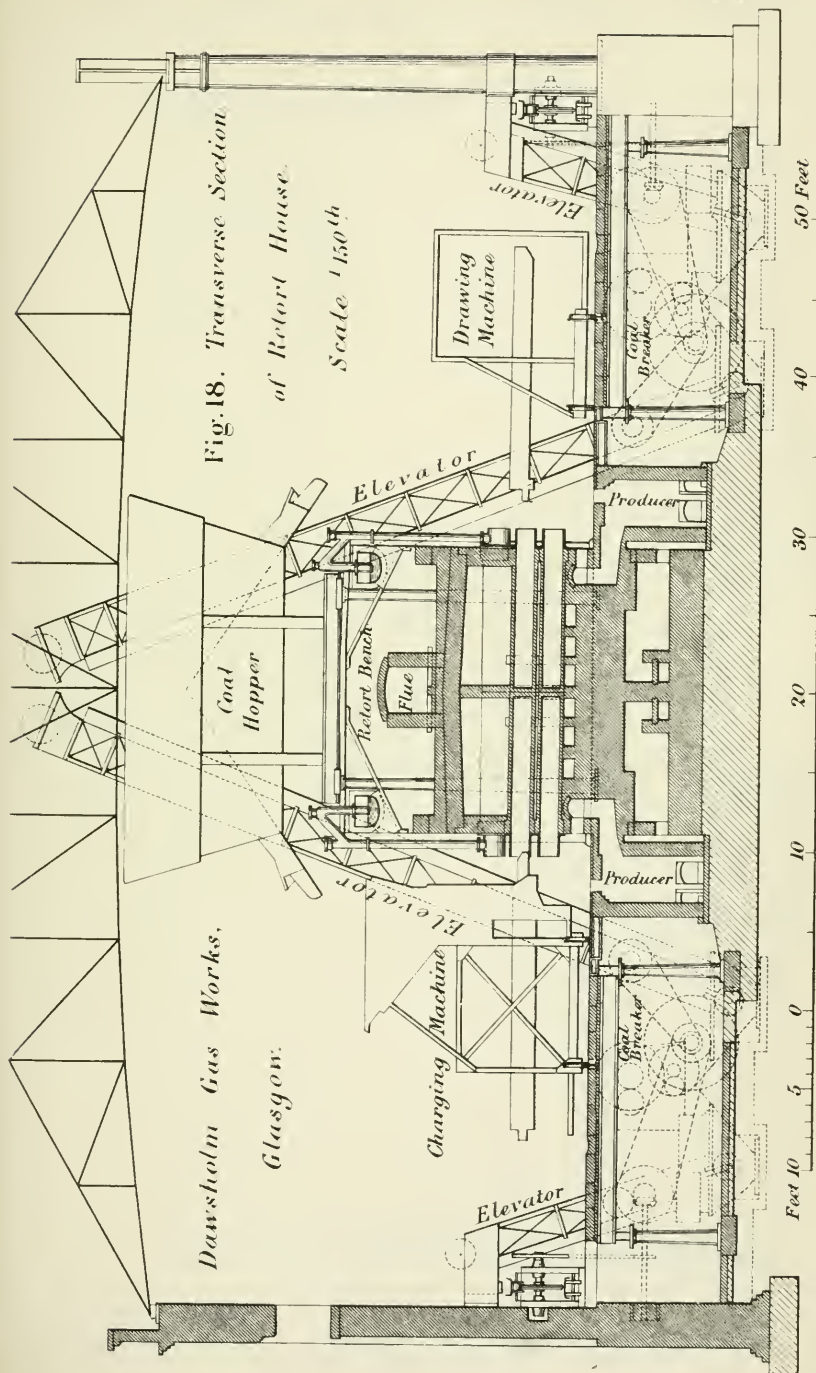 Dawsholm Gas Works,
Glasgow.
Fig. 18. Transverse Section
of Retort House.
Scale 1/150th
Coal
Hopper
Elevator
Elevator
Retort Bench
Flue
Charging Machine
Drawing
Machine
Elevator
Elevator
Producer
Producer
Coal
Breaker
Coal
Breaker
Feet 10 5 0 10 20 30 40 50 Feet